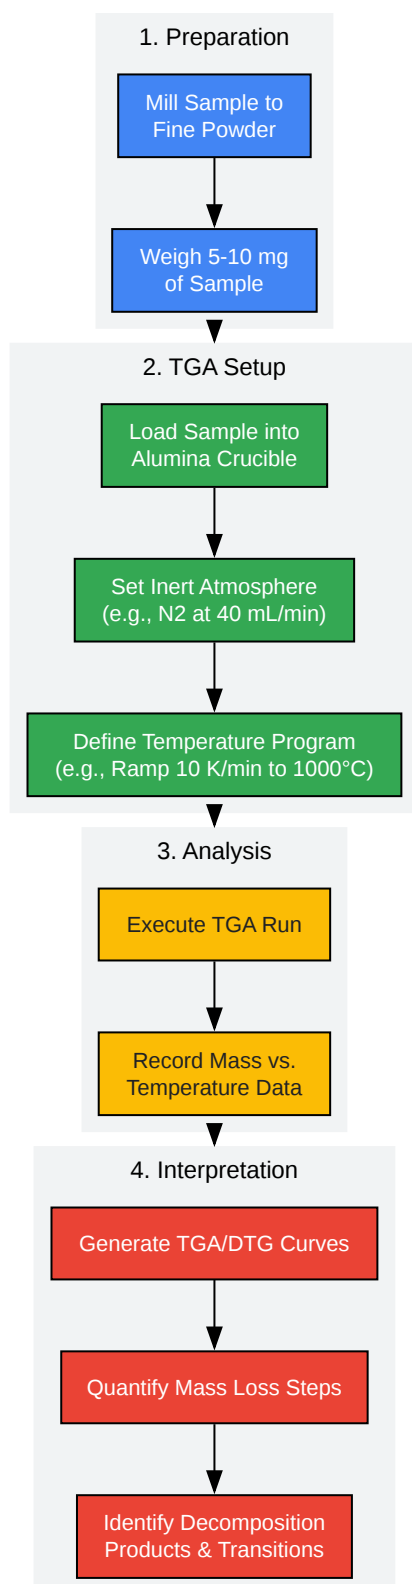 1. Preparation
Mill Sample to
Fine Powder
Weigh 5-10 mg
of Sample
2. TGA Setup
Load Sample into
Alumina Crucible
Set Inert Atmosphere
(e.g., N2 at 40 mL/min)
Define Temperature Program
(e.g., Ramp 10 K/min to 1000°C)
3. Analysis
Execute TGA Run
Record Mass vs.
Temperature Data
4. Interpretation
Generate TGA/DTG Curves
Quantify Mass Loss Steps
Identify Decomposition
Products & Transitions